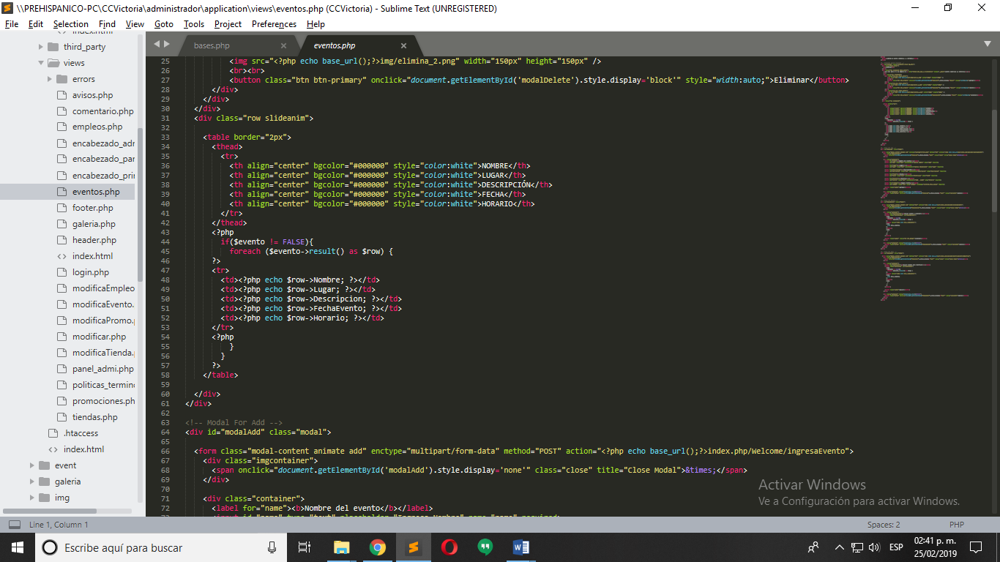 \\PREHISPANICO-PC\CCVictoria\administrador\application\views\eventos.php (CCVictoria) - Sublime Text (UNREGISTERED)
File Edit Selection Find View Goto Tools Project Preferences Help
index.html
third_party
views
errors
avisos.php
comentario.php
empleos.php
encabezado_adr
encabezado_par
encabezado_pri
eventos.php
footer.php
galeria.php
header.php
index.html
login.php
modificaEmpleo
modificaEvento.
modificaPromo.
modificar.php
modificaTienda.
panel_admi.php
politicas_termin
promociones.ph
tiendas.php
.htaccess
index.html
event
galeria
img
bases.php
eventos.php
25 <img src="<?php echo base_url();?>img/elimina_2.png" width="150px" height="150px" />
26 <br><br>
27 <button class="btn btn-primary" onclick="document.getElementById('modalDelete').style.display='block'" style="width:auto;">Eliminar</button>
28 </div>
29 </div>
30 </div>
31 <div class="row slideanim">
32
33 <table border="2px">
34 <thead>
35 <tr>
36 <th align="center" bgcolor="#000000" style="color:white">NOMBRE</th>
37 <th align="center" bgcolor="#000000" style="color:white">LUGAR</th>
38 <th align="center" bgcolor="#000000" style="color:white">DESCRIPCIÓN</th>
39 <th align="center" bgcolor="#000000" style="color:white">FECHA</th>
40 <th align="center" bgcolor="#000000" style="color:white">HORARIO</th>
41 </tr>
42 </thead>
43 <?php
44 if($evento != FALSE){
45 foreach ($evento->result() as $row) {
46 ?>
47 <tr>
48 <td><?php echo $row->Nombre; ?></td>
49 <td><?php echo $row->Lugar; ?></td>
50 <td><?php echo $row->Descripcion; ?></td>
51 <td><?php echo $row->FechaEvento; ?></td>
52 <td><?php echo $row->Horario; ?></td>
53 </tr>
54 <?php
55 }
56 }
57 ?>
58 </table>
59
60 </div>
61 </div>
62
63 <!-- Modal For Add -->
64 <div id="modalAdd" class="modal">
65
66 <form class="modal-content animate add" enctype="multipart/form-data" method="POST" action="<?php echo base_url();?>index.php/Welcome/ingresaEvento">
67 <div class="imgcontainer">
68 <span onclick="document.getElementById('modalAdd').style.display='none'" class="close" title="Close Modal">&times;</span>
69 </div>
70
71 <div class="container">
72 <label for="name"><b>Nombre del evento</b></label>
Activar Windows
Ve a Configuración para activar Windows.
Line 1, Column 1
Spaces: 2
PHP
Escribe aquí para buscar
ESP
02:41 p. m.
25/02/2019